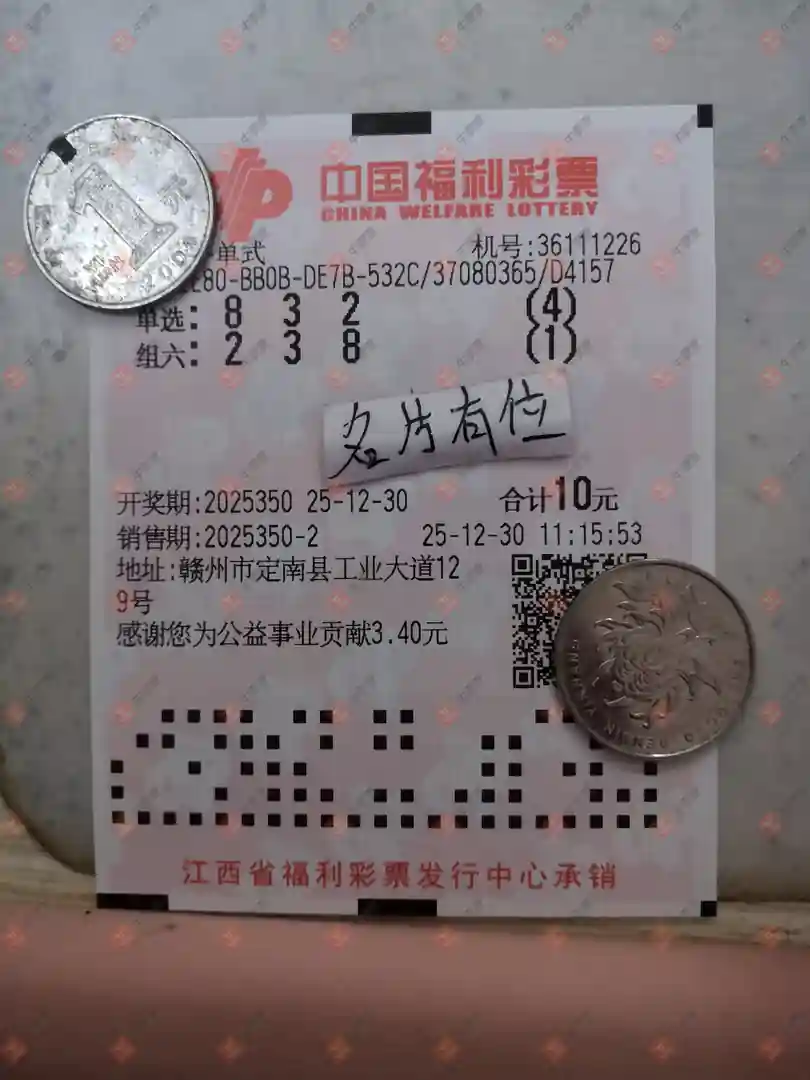 中国福利彩票
CHINA WELFARE LOTTERY
单式 机号:36111226
E80-BB0B-DE7B-532C/37080365/D4157
单选: 8 3 2 (4)
组六: 2 3 8 (1)
名片有位
开奖期:2025350 25-12-30 合计10元
销售期:2025350-2 25-12-30 11:15:53
地址:赣州市定南县工业大道12
9号
感谢您为公益事业贡献3.40元
江西省福利彩票发行中心承销
1